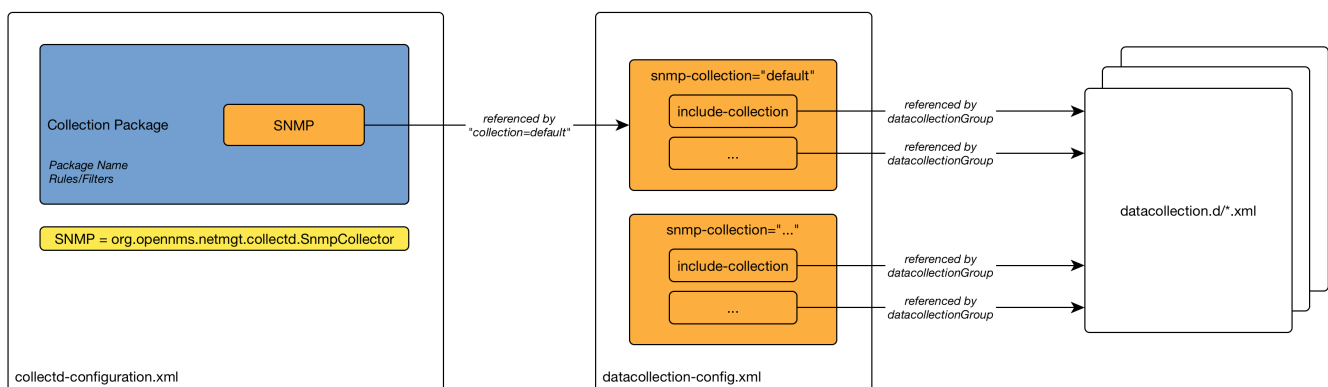 Collection Package
SNMP
Package Name
Rules/Filters
SNMP = org.opennms.netmgt.collectd.SnmpCollector
collectd-configuration.xml
referenced by
"collection=default"
snmp-collection="default"
include-collection
...
snmp-collection="..."
include-collection
...
datacollection-config.xml
referenced by
datacollectionGroup
referenced by
datacollectionGroup
referenced by
datacollectionGroup
referenced by
datacollectionGroup
datacollection.d/*.xml